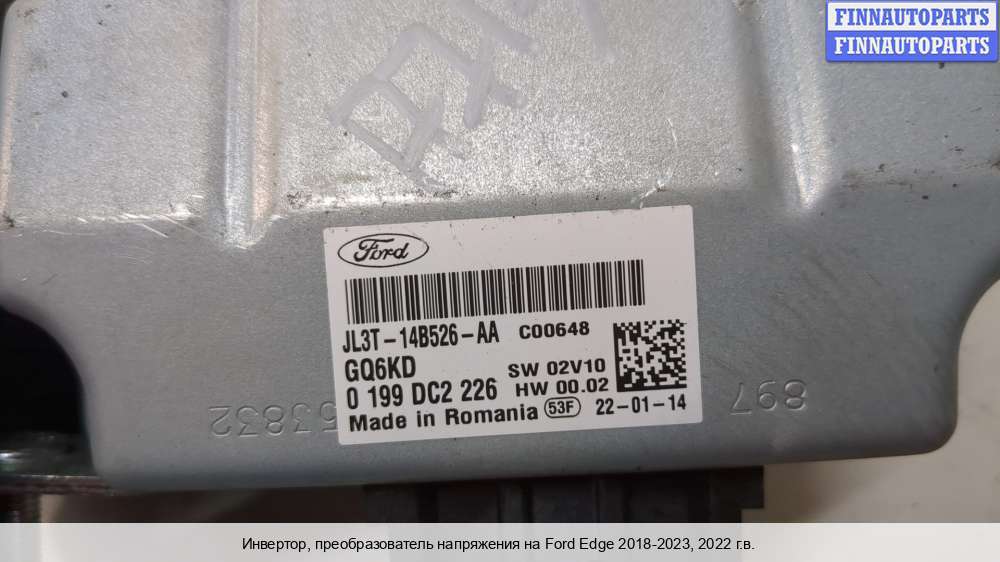 FINNAUTOPARTS
FINNAUTOPARTS
Ford
JL3T-14B526-AA C00648
GQ6KD SW 02V10
0 199 DC2 226 HW 00.02
Made in Romania 53F 22-01-14
53832
897
Инвертор, преобразователь напряжения на Ford Edge 2018-2023, 2022 г.в.